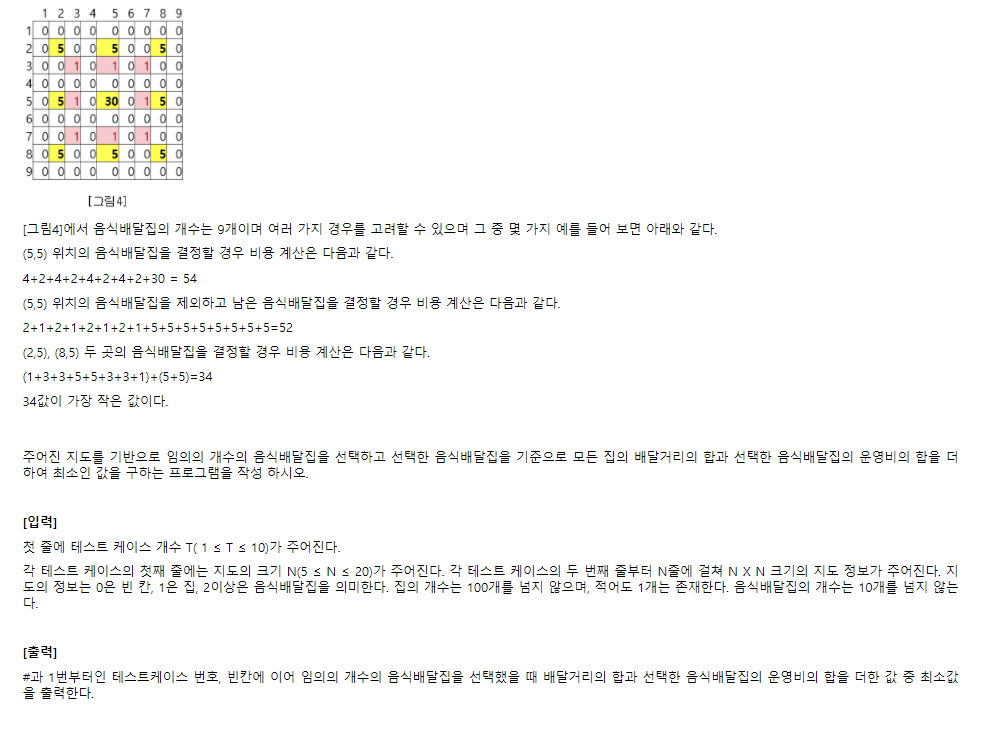 1 2 3 4 5 6 7 8 9
1 0 0 0 0 0 0 0 0 0
2 0 5 0 0 5 0 0 5 0
3 0 0 1 0 1 0 1 0 0
4 0 0 0 0 0 0 0 0 0
5 0 5 1 0 30 0 1 5 0
6 0 0 0 0 0 0 0 0 0
7 0 0 1 0 1 0 1 0 0
8 0 5 0 0 5 0 0 5 0
9 0 0 0 0 0 0 0 0 0
[그림4]
[그림4]에서 음식배달집의 개수는 9개이며 여러 가지 경우를 고려할 수 있으며 그 중 몇 가지 예를 들어 보면 아래와 같다.
(5,5) 위치의 음식배달집을 결정할 경우 비용 계산은 다음과 같다.
4+2+4+2+4+2+4+2+30 = 54
(5,5) 위치의 음식배달집을 제외하고 남은 음식배달집을 결정할 경우 비용 계산은 다음과 같다.
2+1+2+1+2+1+2+1+5+5+5+5+5+5+5+5=52
(2,5), (8,5) 두 곳의 음식배달집을 결정할 경우 비용 계산은 다음과 같다.
(1+3+3+5+5+3+3+1)+(5+5)=34
34값이 가장 작은 값이다.
주어진 지도를 기반으로 임의의 개수의 음식배달집을 선택하고 선택한 음식배달집을 기준으로 모든 집의 배달거리의 합과 선택한 음식배달집의 운영비의 합을 더
하여 최소인 값을 구하는 프로그램을 작성 하시오.
[입력]
첫 줄에 테스트 케이스 개수 T( 1 ≤ T ≤ 10)가 주어진다.
각 테스트 케이스의 첫째 줄에는 지도의 크기 N(5 ≤ N ≤ 20)가 주어진다. 각 테스트 케이스의 두 번째 줄부터 N줄에 걸쳐 N X N 크기의 지도 정보가 주어진다. 지
도의 정보는 0은 빈 칸, 1은 집, 2이상은 음식배달집을 의미한다. 집의 개수는 100개를 넘지 않으며, 적어도 1개는 존재한다. 음식배달집의 개수는 10개를 넘지 않는
다.
[출력]
#과 1번부터인 테스트케이스 번호, 빈칸에 이어 임의의 개수의 음식배달집을 선택했을 때 배달거리의 합과 선택한 음식배달집의 운영비의 합을 더한 값 중 최소값
을 출력한다.